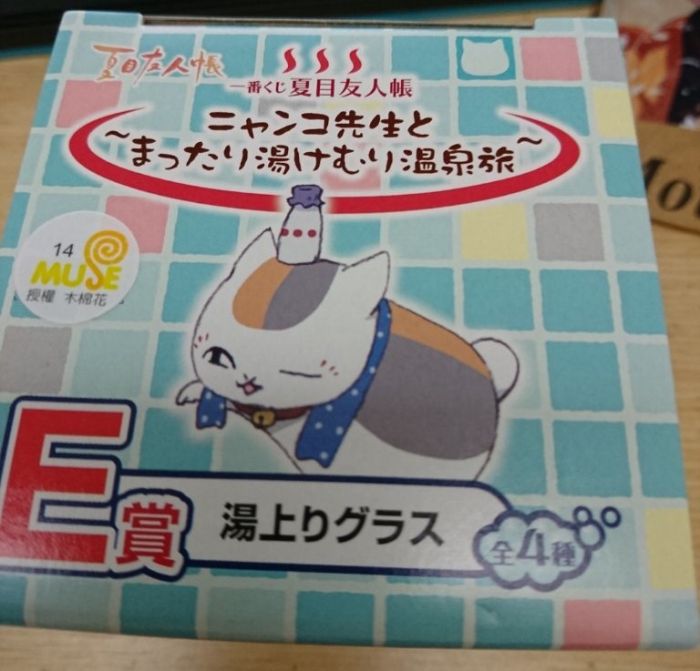 夏目友人帳
一番くじ 夏目友人帳
ニャンコ先生と
~まったり湯けむり温泉旅~
14
MUSE
授權 木棉花
E賞
湯上りグラス
全4種
Mo